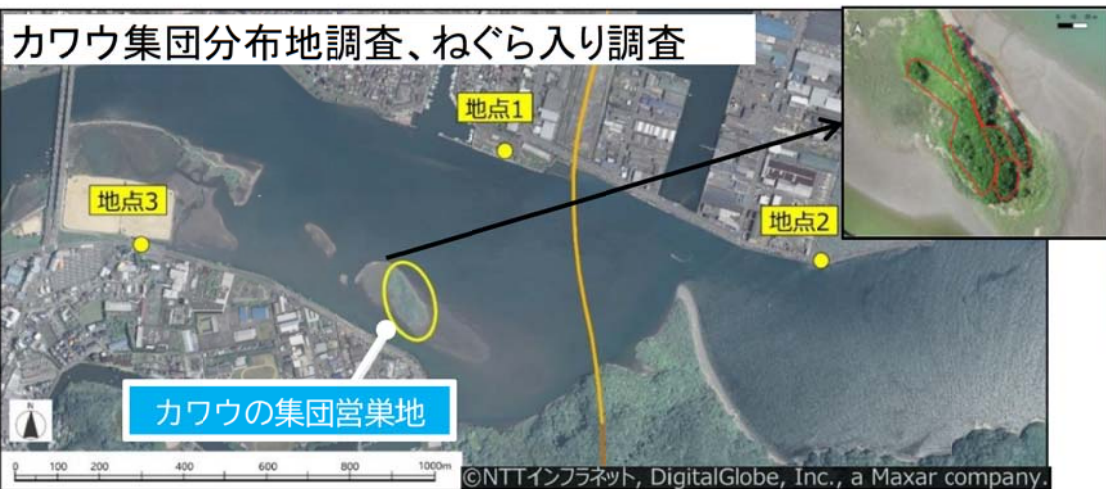 カワウ集団分布地調査、ねぐら入り調査
地点1
地点3
地点2
カワウの集団営巣地
N
0 100 200 400 600 800 1000m
©NTTインフラネット, DigitalGlobe, Inc., a Maxar company.